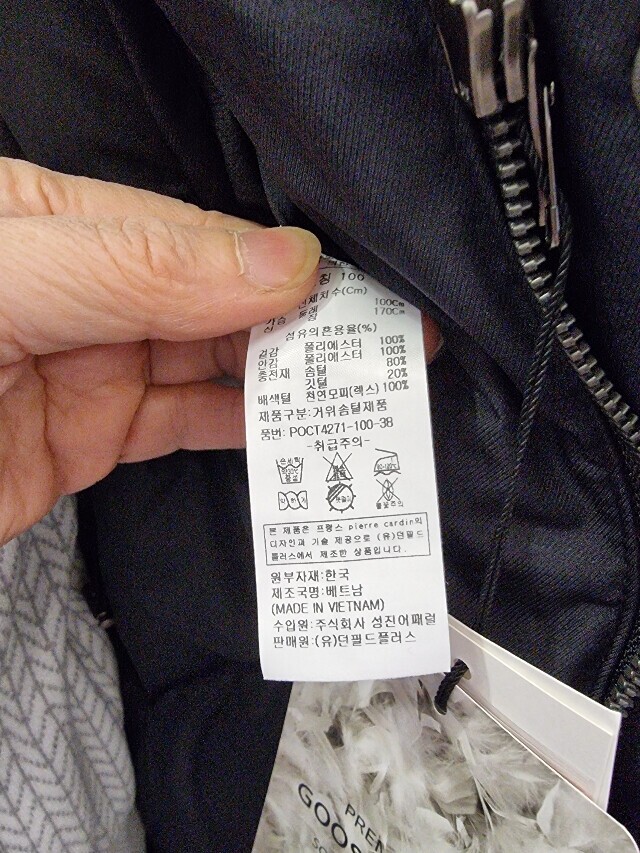 칭 100
신체치수(Cm)
둘레 100Cm
신장 170Cm
섬유의혼용율(%)
겉감 폴리에스터 100%
안감 폴리에스터 100%
충전재 솜털 80%
깃털 20%
배색털 천연모피(렉스)100%
제품구분:거위솜털제품
품번: POCT4271-100-38
-취급주의-
본 제품은 프랑스 pierre cardin의
디자인과 기술 제공으로 (유)던필드
플러스에서 제조한 상품입니다.
원부자재:한국
제조국명:베트남
(MADE IN VIETNAM)
수입원:주식회사 성진어패럴
판매원:(유)던필드플러스